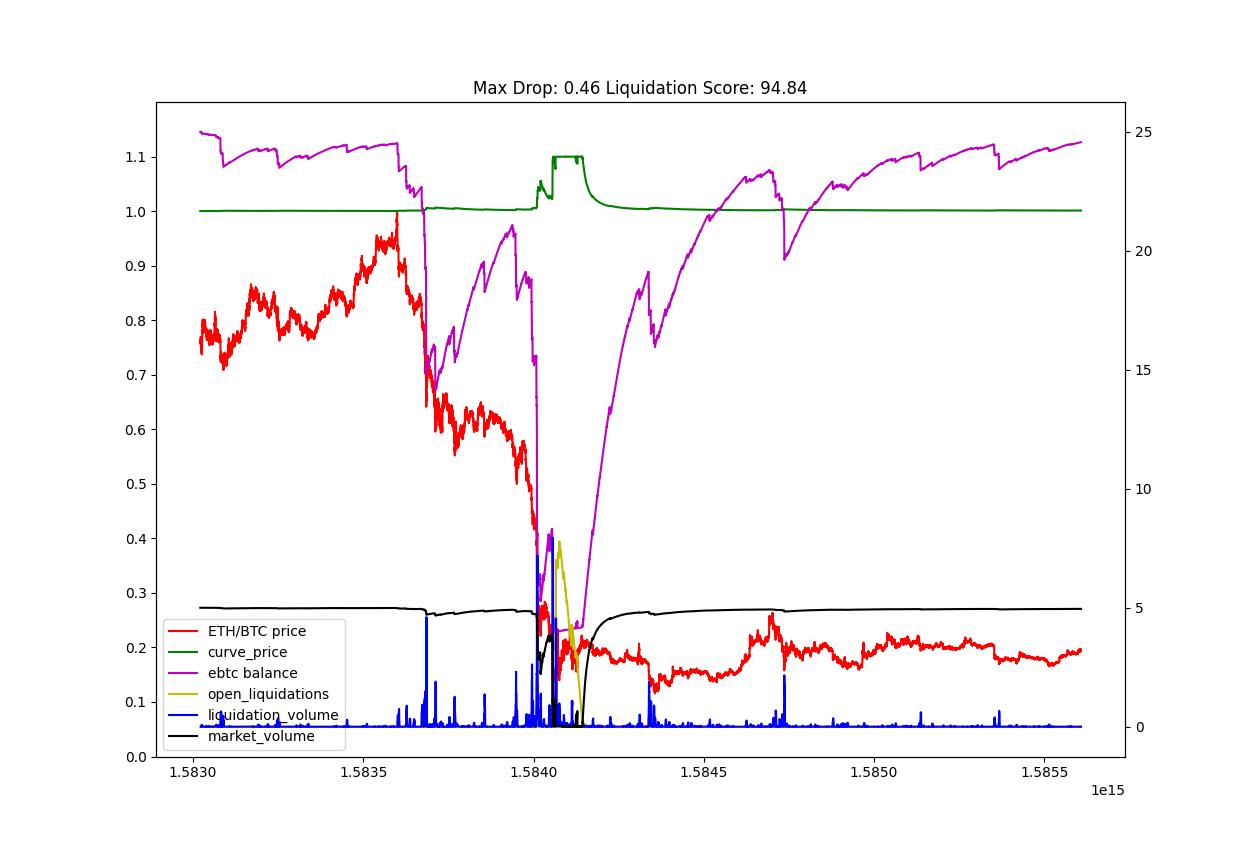 Max Drop: 0.46 Liquidation Score: 94.84
1.1
1.0
0.9
0.8
0.7
0.6
0.5
0.4
0.3
0.2
0.1
0.0
25
20
15
10
5
0
ETH/BTC price
curve_price
ebtc balance
open_liquidations
liquidation_volume
market_volume
1.5830 1.5835 1.5840 1.5845 1.5850 1.5855
1e15